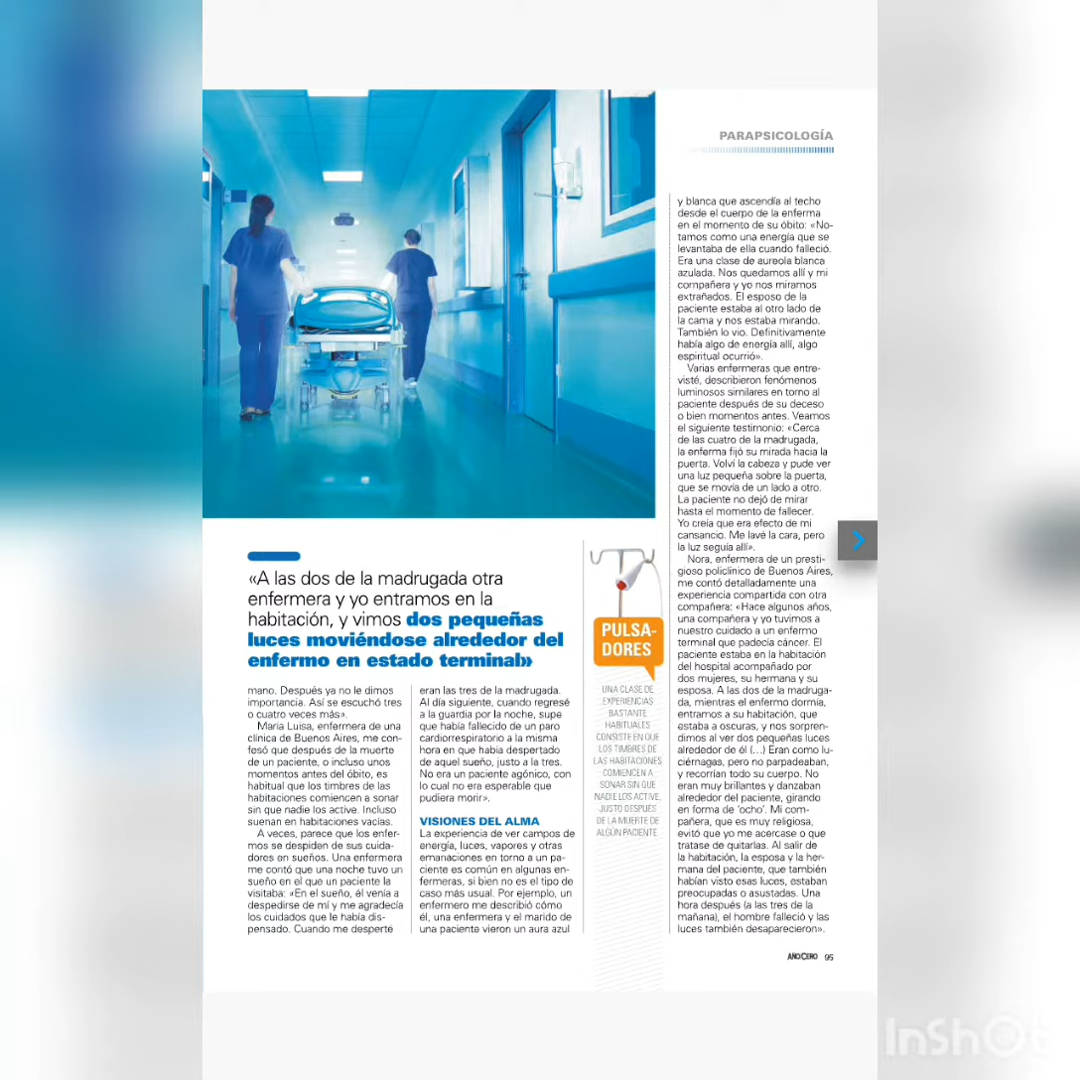 PARAPSICOLOGÍA
«A las dos de la madrugada otra
enfermera y yo entramos en la
habitación, y vimos dos pequeñas
luces moviéndose alrededor del
enfermo en estado terminal»
mano. Después ya no le dimos
importancia. Así se escuchó tres
o cuatro veces más».
María Luisa, enfermera de una
clínica de Buenos Aires, me con-
fesó que después de la muerte
de un paciente, o incluso unos
momentos antes del óbito, es
habitual que los timbres de las
habitaciones comiencen a sonar
sin que nadie los active. Incluso
suenan en habitaciones vacías.
A veces, parece que los enfer-
mos se despiden de sus cuida-
dores en sueños. Una enfermera
me contó que una noche tuvo un
sueño en el que un paciente la
visitaba: «En el sueño, él venía a
despedirse de mí y me agradecía
los cuidados que le había dis-
pensado. Cuando me desperté
eran las tres de la madrugada.
Al día siguiente, cuando regresé
a la guardia por la noche, supe
que había fallecido de un paro
cardiorrespiratorio a la misma
hora en que había despertado
de aquel sueño, justo a la tres.
No era un paciente agónico, con
lo cual no era esperable que
pudiera morir».
VISIONES DEL ALMA
La experiencia de ver campos de
energía, luces, vapores y otras
emanaciones en torno a un pa-
ciente es común en algunas en-
fermeras, si bien no es el tipo de
caso más usual. Por ejemplo, un
enfermero me describió cómo
él, una enfermera y el marido de
una paciente vieron un aura azul
PULSA-
DORES
UNA CLASE DE
EXPERIENCIAS
BASTANTE
HABITUALES
CONSISTE EN QUE
LOS TIMBRES DE
LAS HABITACIONES
COMIENCEN A
SONAR SIN QUE
NADIE LOS ACTIVE,
JUSTO DESPUÉS
DE LA MUERTE DE
ALGÚN PACIENTE.
y blanca que ascendía al techo
desde el cuerpo de la enferma
en el momento de su óbito: «No-
tamos como una energía que se
levantaba de ella cuando falleció.
Era una clase de aureola blanca
azulada. Nos quedamos allí y mi
compañera y yo nos miramos
extrañados. El esposo de la
paciente estaba al otro lado de
la cama y nos estaba mirando.
También lo vio. Definitivamente
había algo de energía allí, algo
espiritual ocurrió».
Varias enfermeras que entre-
visté, describieron fenómenos
luminosos similares en torno al
paciente después de su deceso
o bien momentos antes. Veamos
el siguiente testimonio: «Cerca
de las cuatro de la madrugada,
la enferma fijó su mirada hacia la
puerta. Volví la cabeza y pude ver
una luz pequeña sobre la puerta,
que se movía de un lado a otro.
La paciente no dejó de mirar
hasta el momento de fallecer.
Yo creía que era efecto de mi
cansancio. Me lavé la cara, pero
la luz seguía allí».
Nora, enfermera de un presti-
gioso policlínico de Buenos Aires,
me contó detalladamente una
experiencia compartida con otra
compañera: «Hace algunos años,
una compañera y yo tuvimos a
nuestro cuidado a un enfermo
terminal que padecía cáncer. El
paciente estaba en la habitación
del hospital acompañado por
dos mujeres, su hermana y su
esposa. A las dos de la madruga-
da, mientras el enfermo dormía,
entramos a su habitación, que
estaba a oscuras, y nos sorpren-
dimos al ver dos pequeñas luces
alrededor de él (...) Eran como lu-
ciérnagas, pero no parpadeaban,
y recorrían todo su cuerpo. No
eran muy brillantes y danzaban
alrededor del paciente, girando
en forma de 'ocho'. Mi com-
pañera, que es muy religiosa,
evitó que yo me acercase o que
tratase de quitarlas. Al salir de
la habitación, la esposa y la her-
mana del paciente, que también
habían visto esas luces, estaban
preocupadas o asustadas. Una
hora después (a las tres de la
mañana), el hombre falleció y las
luces también desaparecieron».
AÑO CERO 95
InShOt